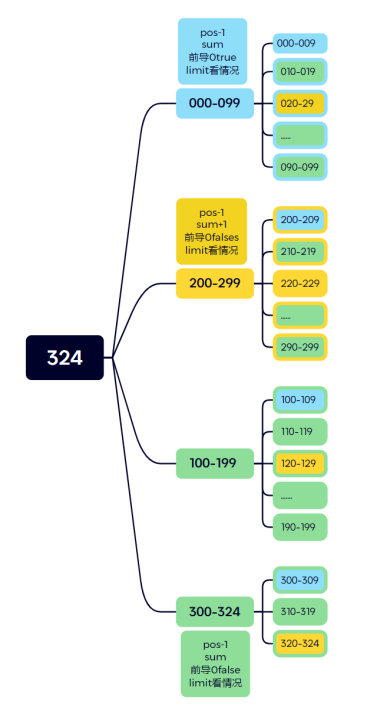 324
pos-1
sum
前导0true
limit看情况
000-099
000-009
010-019
020-29
......
090-099
pos-1
sum+1
前导0falses
limit看情况
200-299
200-209
210-219
220-229
......
290-299
100-199
100-109
110-119
120-129
......
190-199
300-324
pos-1
sum
前导0false
limit看情况
300-309
310-319
320-324